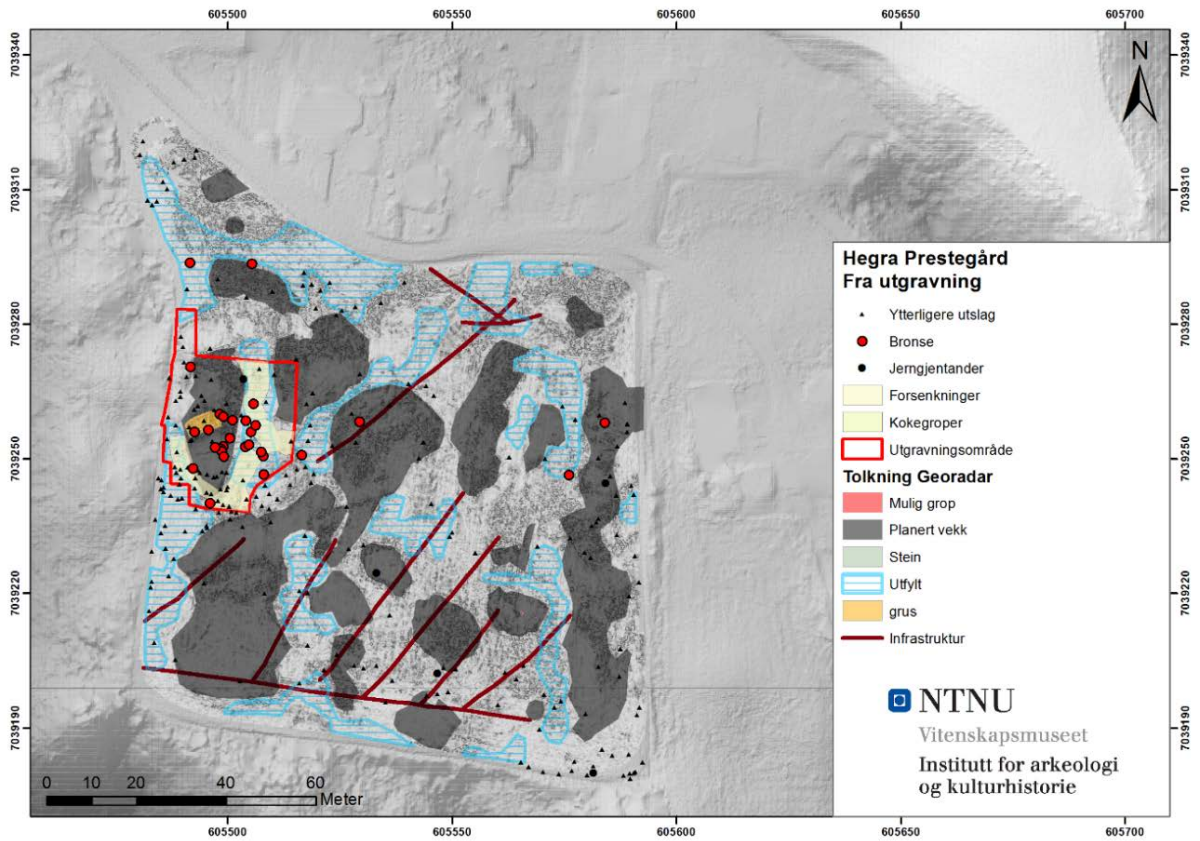 605500 605550 605600 605650 605700
7039340 7039340
N
7039310 7039310
7039280 7039280
7039250 7039250
7039220 7039220
7039190 7039190
Hegra Prestegård
Fra utgravning
Ytterligere utslag
Bronse
Jerngjentander
Forsenkninger
Kokegroper
Utgravningsområde
Tolkning Georadar
Mulig grop
Planert vekk
Stein
Utfylt
grus
Infrastruktur
NTNU
Vitenskapsmuseet
Institutt for arkeologi
og kulturhistorie
0 10 20 40 60
Meter
605500 605550 605600 605650 605700